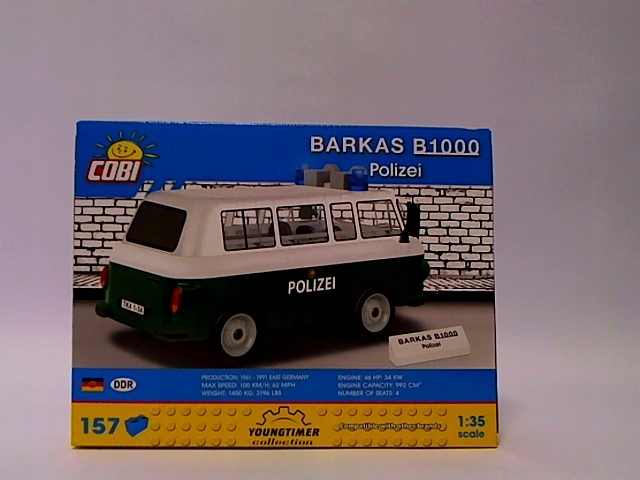 COBI
BARKAS B1000
Polizei
POLIZEI
BARKAS B1000
Polizei
DDR
PRODUCTION: 1961 - 1991 EAST GERMANY
MAX SPEED: 100 KM/H, 62 MPH
WEIGHT: 1450 KG; 3196 LBS
ENGINE: 46 HP; 34 KW
ENGINE CAPACITY: 992 CM³
NUMBER OF SEATS: 4
157
YOUNGTIMER
collection
Compatible with other brands
1:35
scale